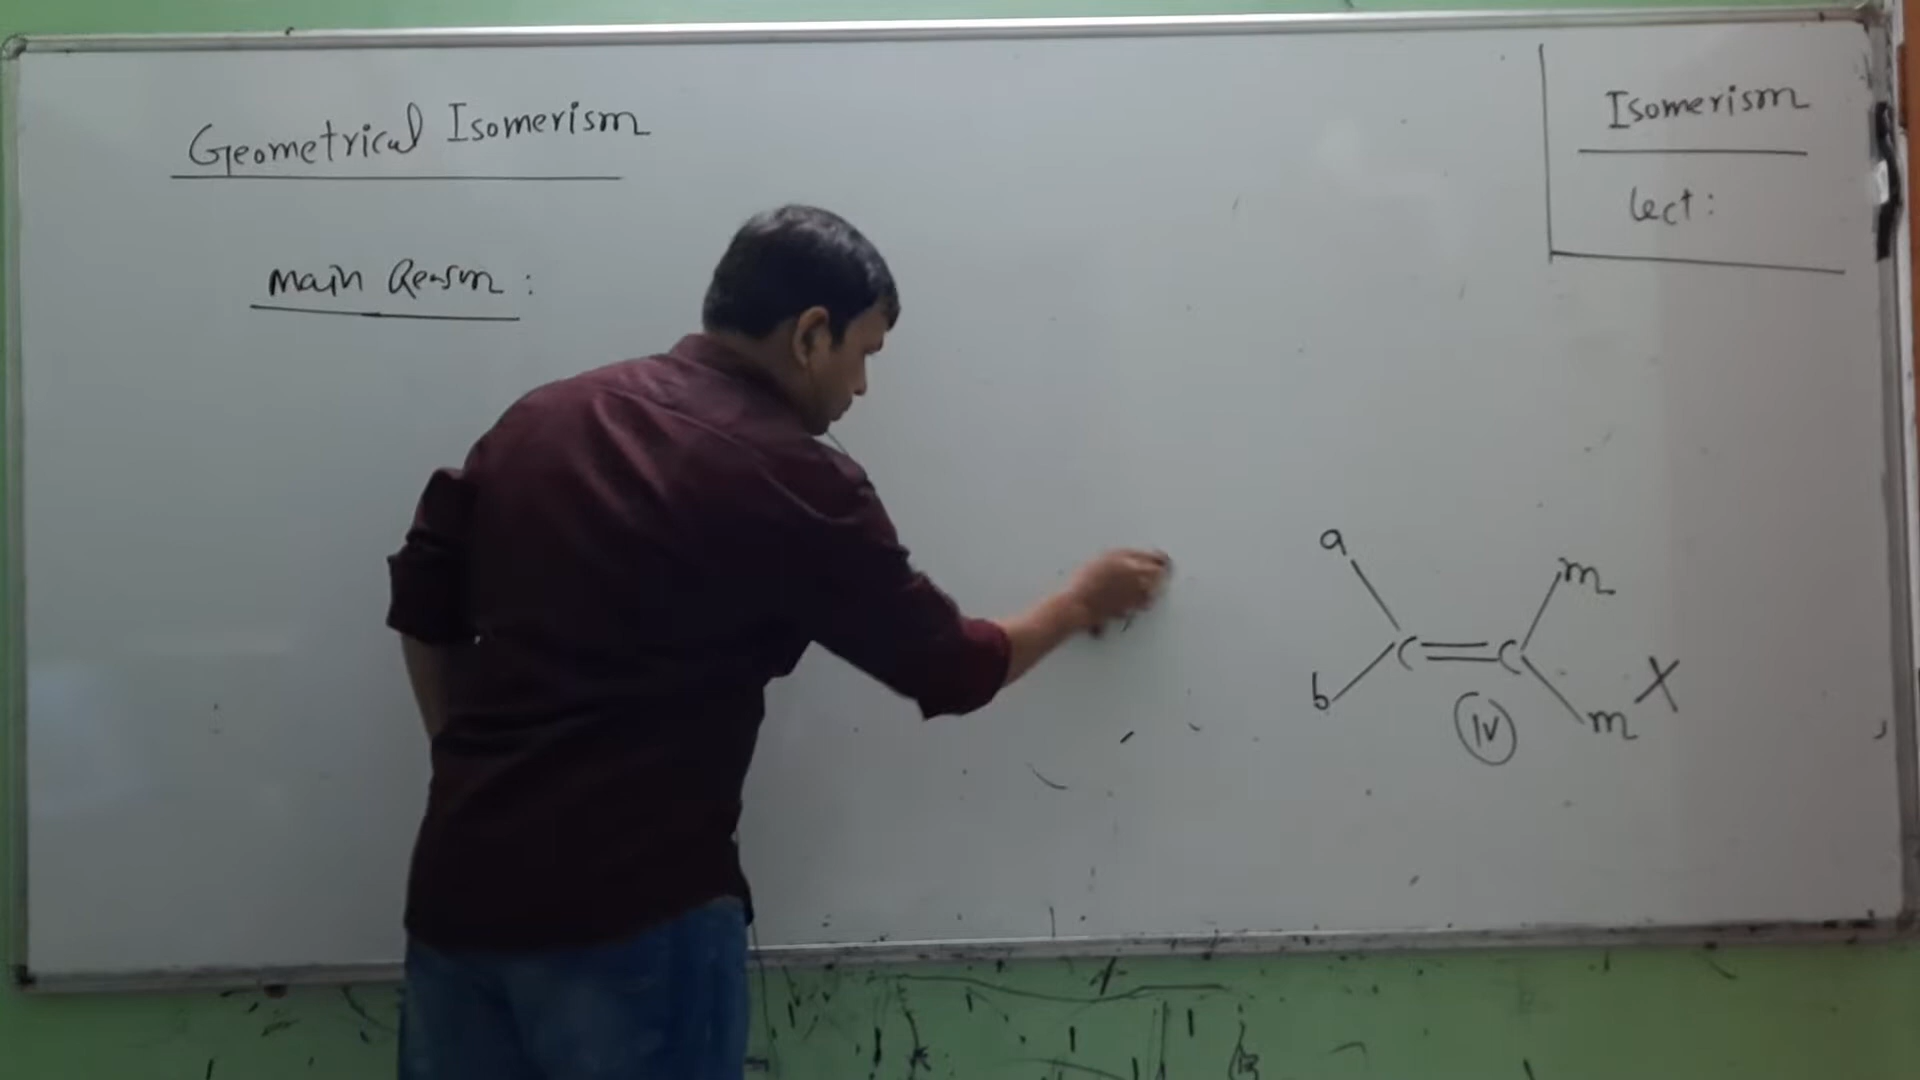 Geometrical Isomerism
Isomerism
Lect:
Main Reason :
a
m
C=C
b
m X
IV